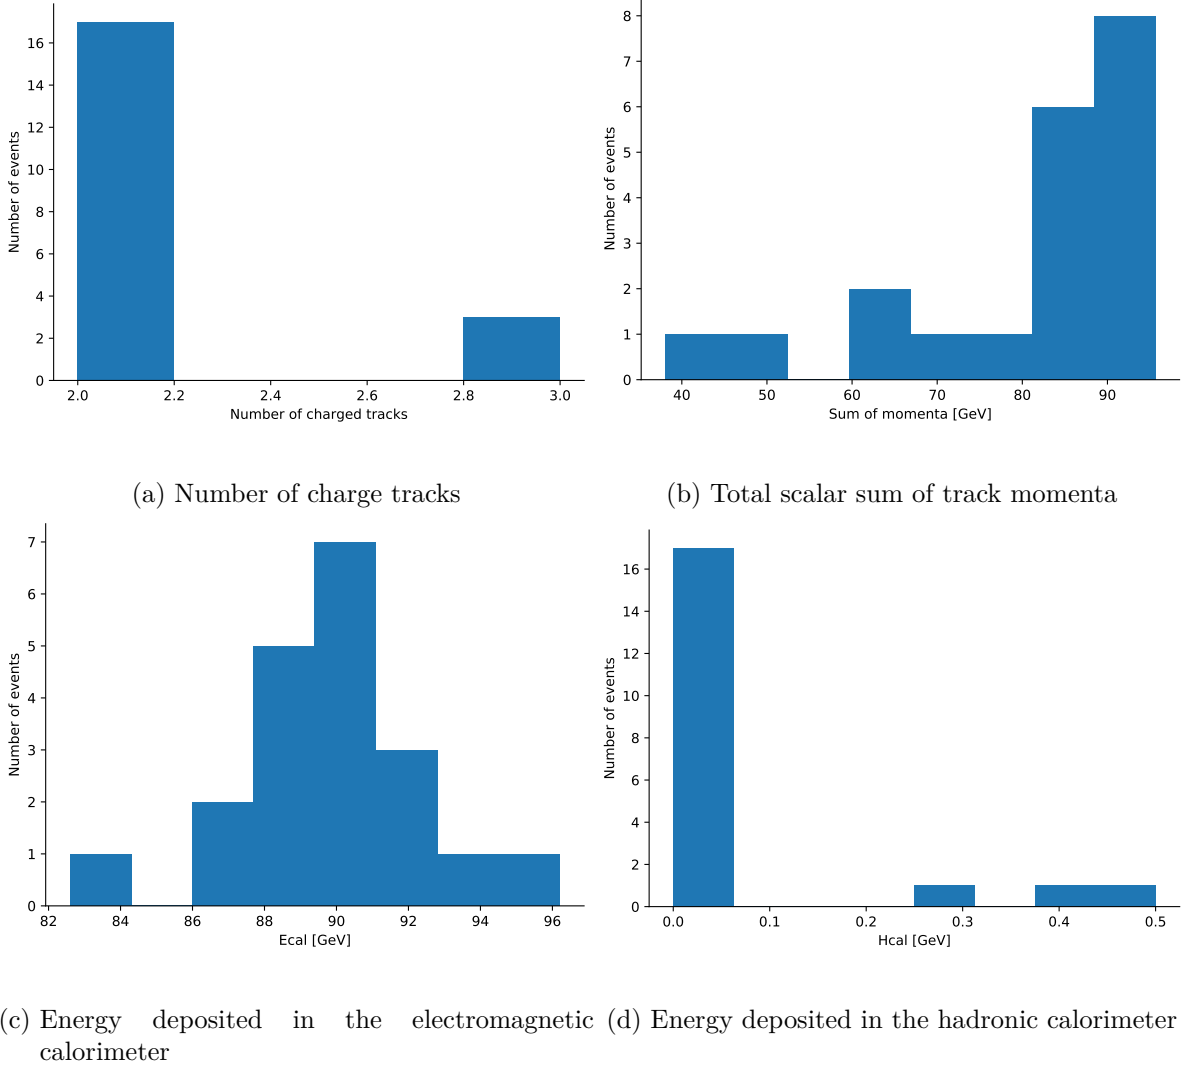 16
14
12
10
8
6
4
2
0
Number of events
2.0 2.2 2.4 2.6 2.8 3.0
Number of charged tracks
(a) Number of charge tracks
8
7
6
5
4
3
2
1
0
Number of events
40 50 60 70 80 90
Sum of momenta [GeV]
(b) Total scalar sum of track momenta
7
6
5
4
3
2
1
0
Number of events
82 84 86 88 90 92 94 96
Ecal [GeV]
(c) Energy deposited in the electromagnetic
calorimeter
16
14
12
10
8
6
4
2
0
Number of events
0.0 0.1 0.2 0.3 0.4 0.5
Hcal [GeV]
(d) Energy deposited in the hadronic calorimeter